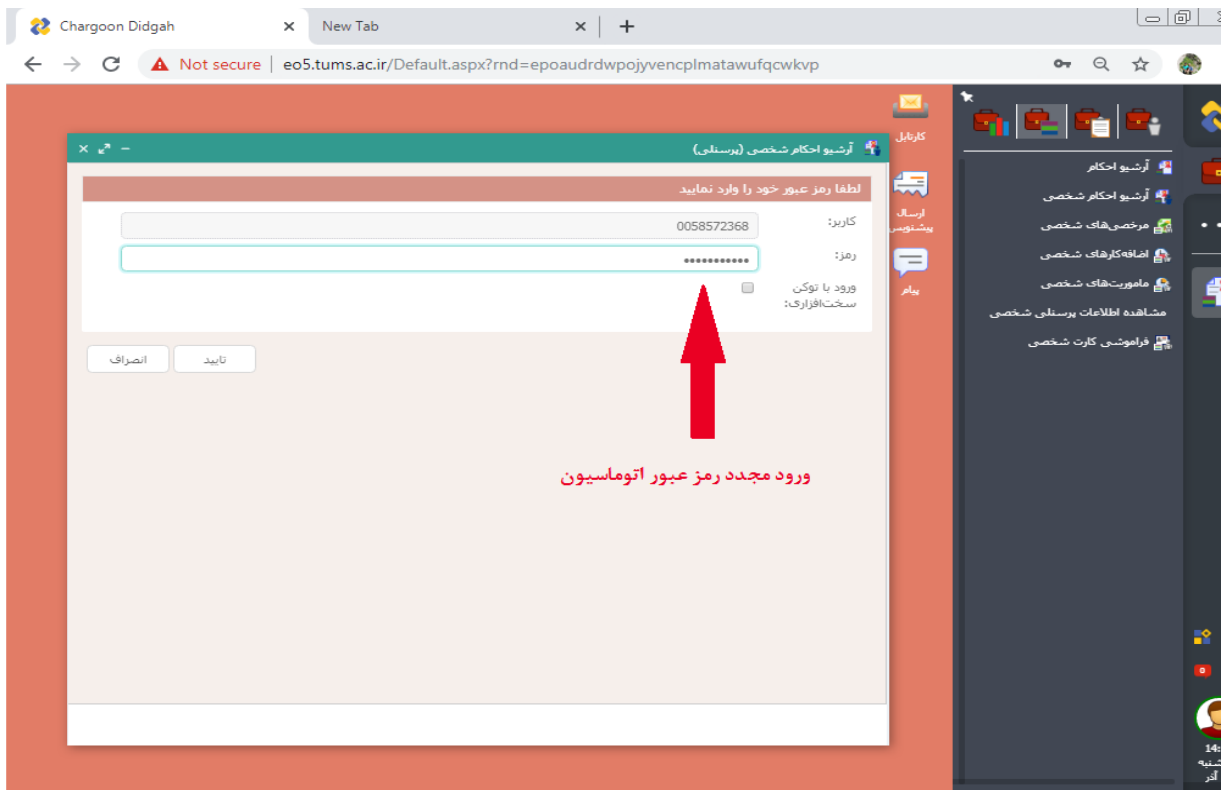 Chargoon Didgah
New Tab
Not secure
eo5.tums.ac.ir/Default.aspx?rnd=epoaudrdwpojyvencplmatawufqcwkvp
آرشیو احکام شخصی (پرسنلی)
لطفا رمز عبور خود را وارد نمایید
کاربر:
0058572368
رمز:
•••••••••••
ورود با توکن
سخت‌افزاری:
تایید
انصراف
ورود مجدد رمز عبور اتوماسیون
کارتابل
ارسال
پیشنویس
پیام
آرشیو احکام
آرشیو احکام شخصی
مرخصی‌های شخصی
اضافه‌کارهای شخصی
ماموریت‌های شخصی
مشاهده اطلاعات پرسنلی شخصی
فراموشی کارت شخصی
14:
شنبه
آذر